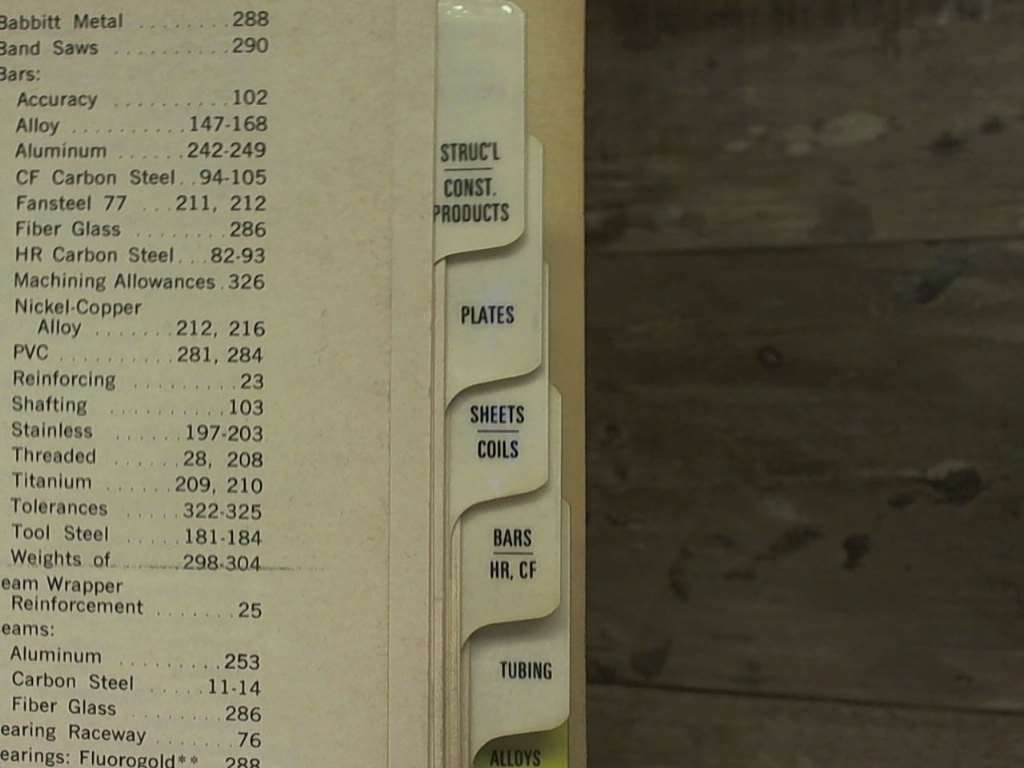 Babbitt Metal ........ 288
Band Saws .......... 290
Bars:
Accuracy .......... 102
Alloy .......... 147-168
Aluminum ...... 242-249
CF Carbon Steel .. 94-105
Fansteel 77 ... 211, 212
Fiber Glass ........ 286
HR Carbon Steel ... 82-93
Machining Allowances . 326
Nickel-Copper
Alloy ....... 212, 216
PVC .......... 281, 284
Reinforcing ......... 23
Shafting .......... 103
Stainless ...... 197-203
Threaded ...... 28, 208
Titanium ...... 209, 210
Tolerances ..... 322-325
Tool Steel ..... 181-184
Weights of ...... 298-304
eam Wrapper
Reinforcement ....... 25
eams:
Aluminum ......... 253
Carbon Steel ..... 11-14
Fiber Glass ........ 286
earing Raceway ....... 76
earings: Fluorogold** 288
STRUC'L
CONST.
PRODUCTS
PLATES
SHEETS
COILS
BARS
HR, CF
TUBING
ALLOYS